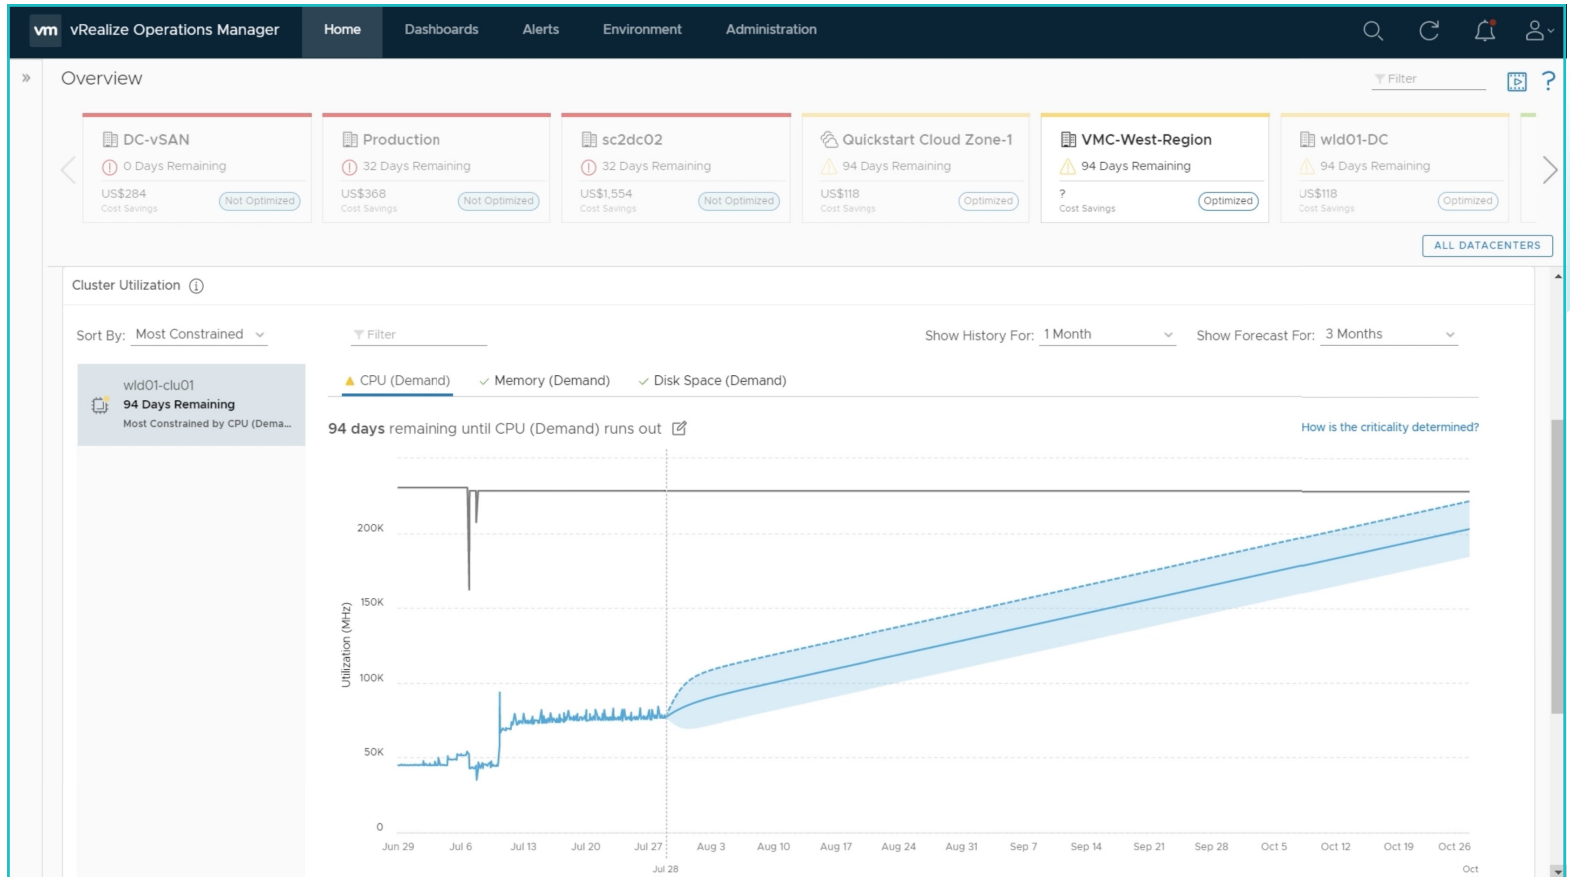 vm vRealize Operations Manager Home Dashboards Alerts Environment Administration
Overview
Filter
?
DC-vSAN
0 Days Remaining
US$284
Cost Savings
Not Optimized
Production
32 Days Remaining
US$368
Cost Savings
Not Optimized
sc2dc02
32 Days Remaining
US$1,554
Cost Savings
Not Optimized
Quickstart Cloud Zone-1
94 Days Remaining
US$118
Cost Savings
Optimized
VMC-West-Region
94 Days Remaining
?
Cost Savings
Optimized
wld01-DC
94 Days Remaining
US$118
Cost Savings
Optimized
ALL DATACENTERS
Cluster Utilization
Sort By: Most Constrained
Filter
Show History For: 1 Month
Show Forecast For: 3 Months
wld01-clu01
94 Days Remaining
Most Constrained by CPU (Dema...
CPU (Demand) Memory (Demand) Disk Space (Demand)
94 days remaining until CPU (Demand) runs out
How is the criticality determined?
Utilization (MHz)
200K
150K
100K
50K
0
Jun 29 Jul 6 Jul 13 Jul 20 Jul 27 Aug 3 Aug 10 Aug 17 Aug 24 Aug 31 Sep 7 Sep 14 Sep 21 Sep 28 Oct 5 Oct 12 Oct 19 Oct 26
Jul 28 Oct